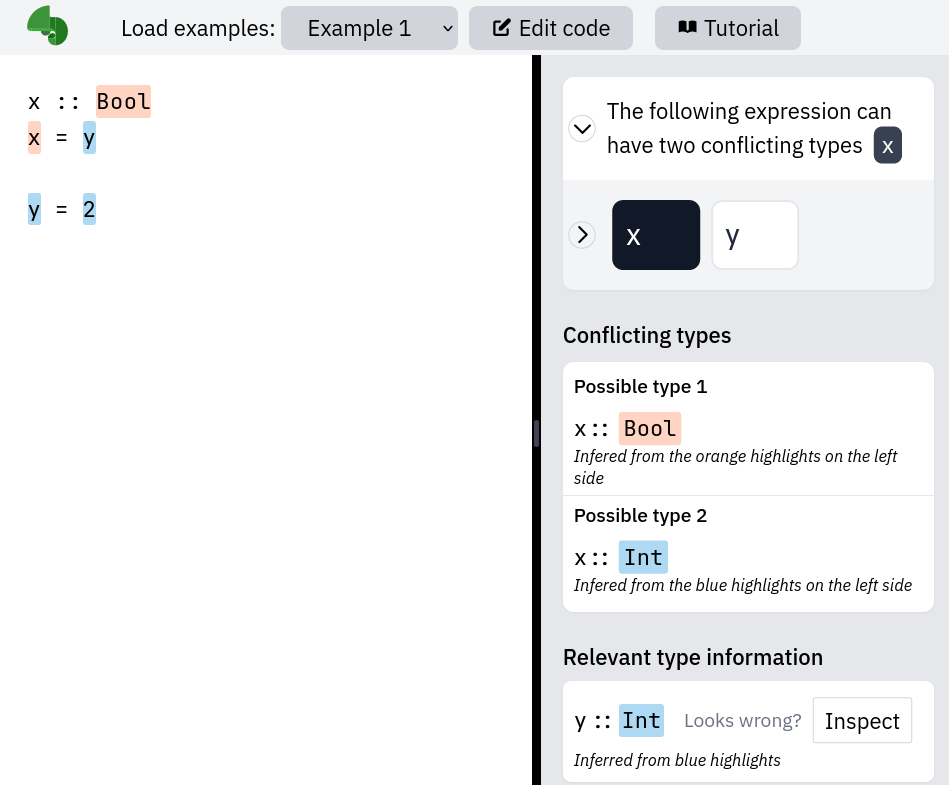 Load examples: Example 1 Edit code Tutorial
x :: Bool
x = y
y = 2
The following expression can
have two conflicting types x
x y
Conflicting types
Possible type 1
x :: Bool
Infered from the orange highlights on the left
side
Possible type 2
x :: Int
Infered from the blue highlights on the left side
Relevant type information
y :: Int Looks wrong? Inspect
Inferred from blue highlights